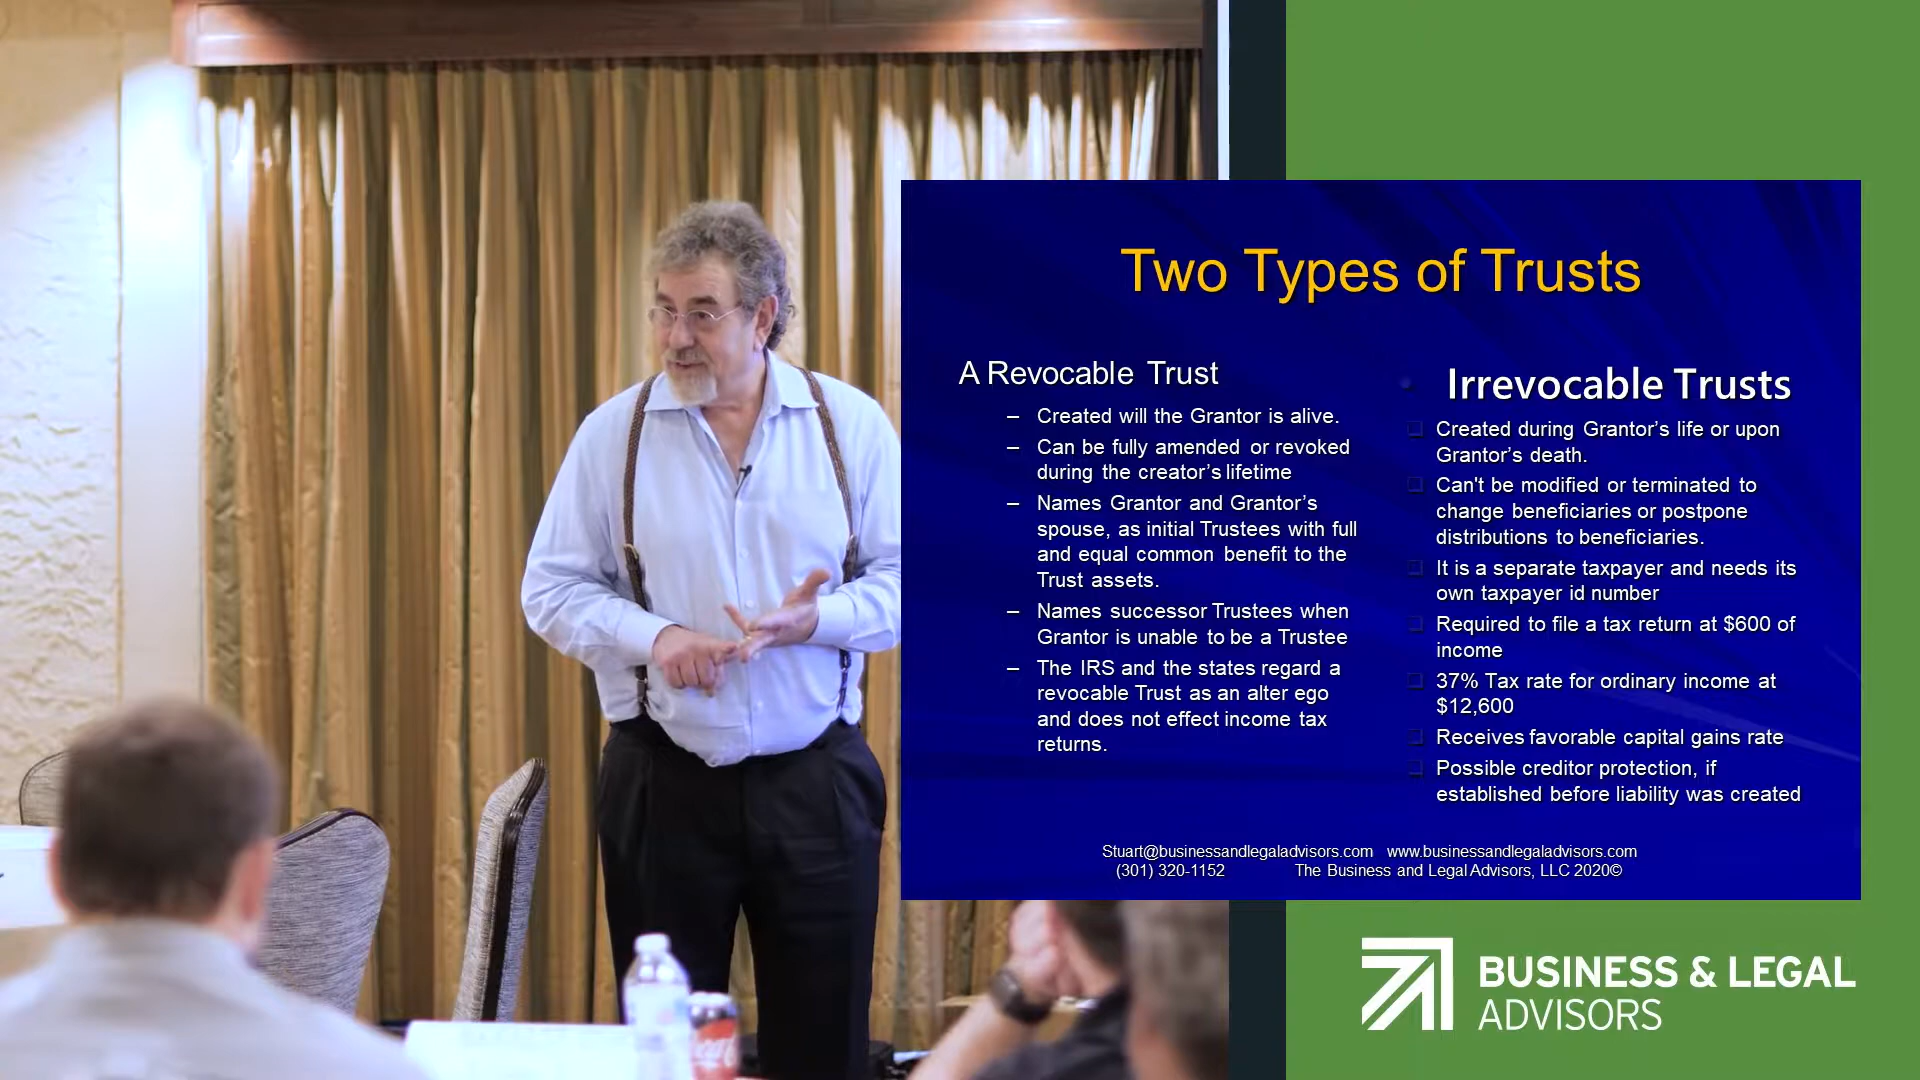 Two Types of Trusts
A Revocable Trust
– Created will the Grantor is alive.
– Can be fully amended or revoked
during the creator's lifetime
– Names Grantor and Grantor's
spouse, as initial Trustees with full
and equal common benefit to the
Trust assets.
– Names successor Trustees when
Grantor is unable to be a Trustee
– The IRS and the states regard a
revocable Trust as an alter ego
and does not effect income tax
returns.
Irrevocable Trusts
Created during Grantor's life or upon
Grantor's death.
Can't be modified or terminated to
change beneficiaries or postpone
distributions to beneficiaries.
It is a separate taxpayer and needs its
own taxpayer id number
Required to file a tax return at $600 of
income
37% Tax rate for ordinary income at
$12,600
Receives favorable capital gains rate
Possible creditor protection, if
established before liability was created
Stuart@businessandlegaladvisors.com www.businessandlegaladvisors.com
(301) 320-1152 The Business and Legal Advisors, LLC 2020©
BUSINESS & LEGAL
ADVISORS